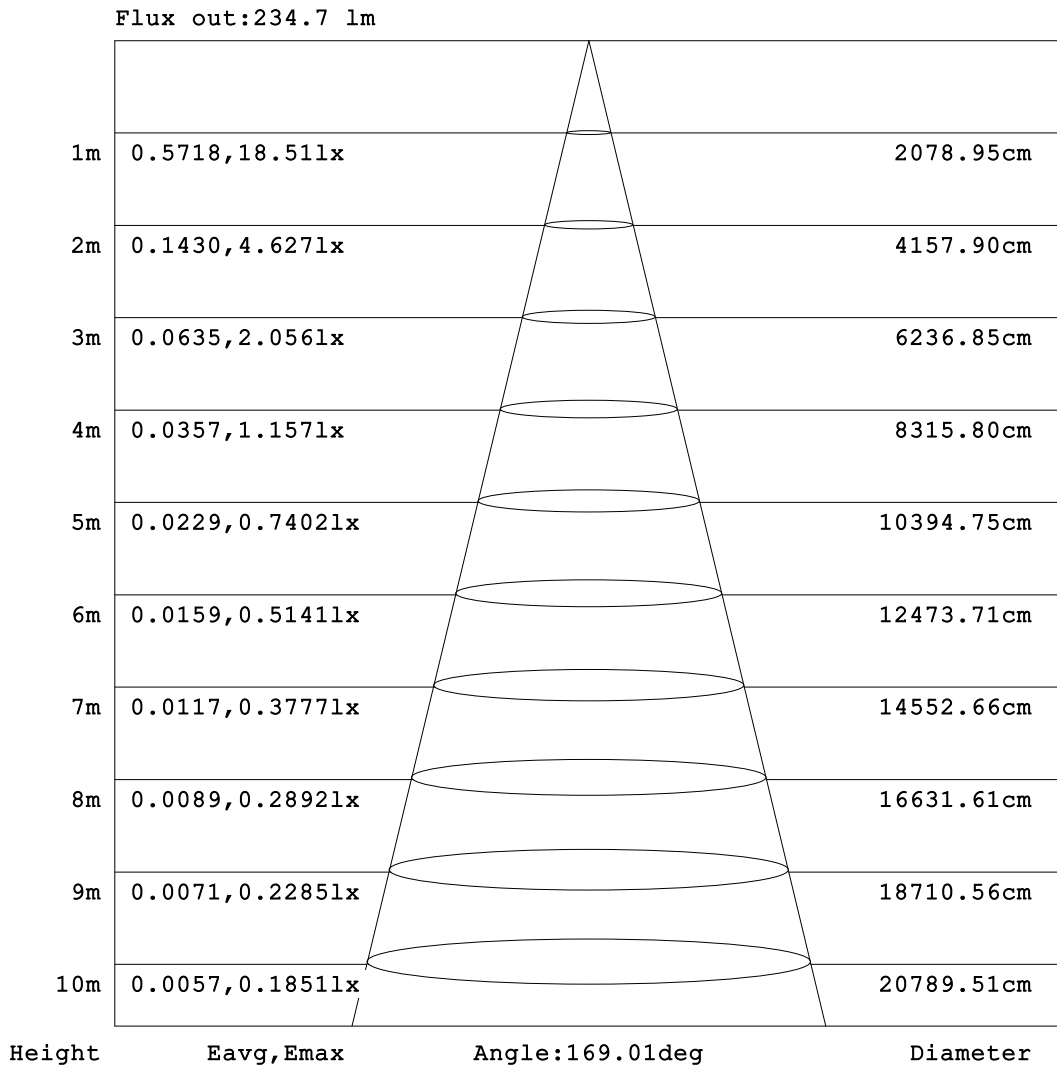 Flux out:234.7 lm
1m 0.5718,18.51lx 2078.95cm
2m 0.1430,4.627lx 4157.90cm
3m 0.0635,2.056lx 6236.85cm
4m 0.0357,1.157lx 8315.80cm
5m 0.0229,0.7402lx 10394.75cm
6m 0.0159,0.5141lx 12473.71cm
7m 0.0117,0.3777lx 14552.66cm
8m 0.0089,0.2892lx 16631.61cm
9m 0.0071,0.2285lx 18710.56cm
10m 0.0057,0.1851lx 20789.51cm
Height Eavg,Emax Angle:169.01deg Diameter